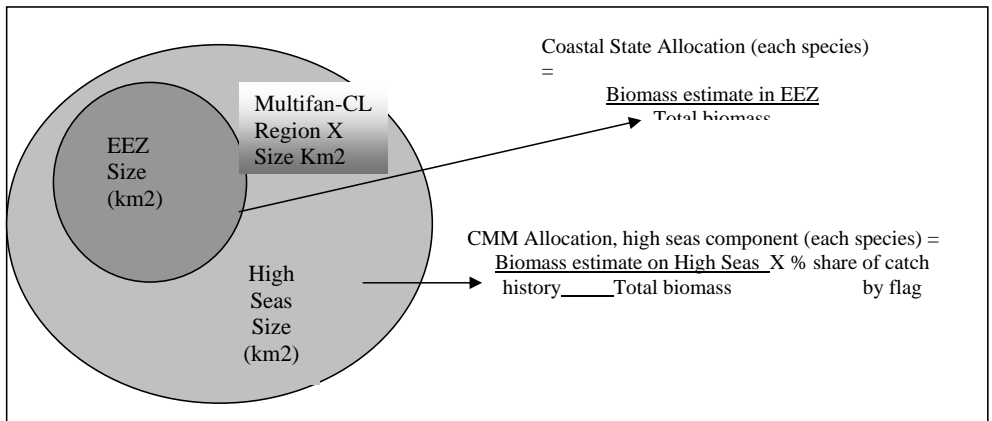 Coastal State Allocation (each species)
=
Biomass estimate in EEZ
Total biomass
Multifan-CL
Region X
Size Km2
EEZ
Size
(km2)
CMM Allocation, high seas component (each species) =
Biomass estimate on High Seas X % share of catch
history Total biomass by flag
High
Seas
Size
(km2)